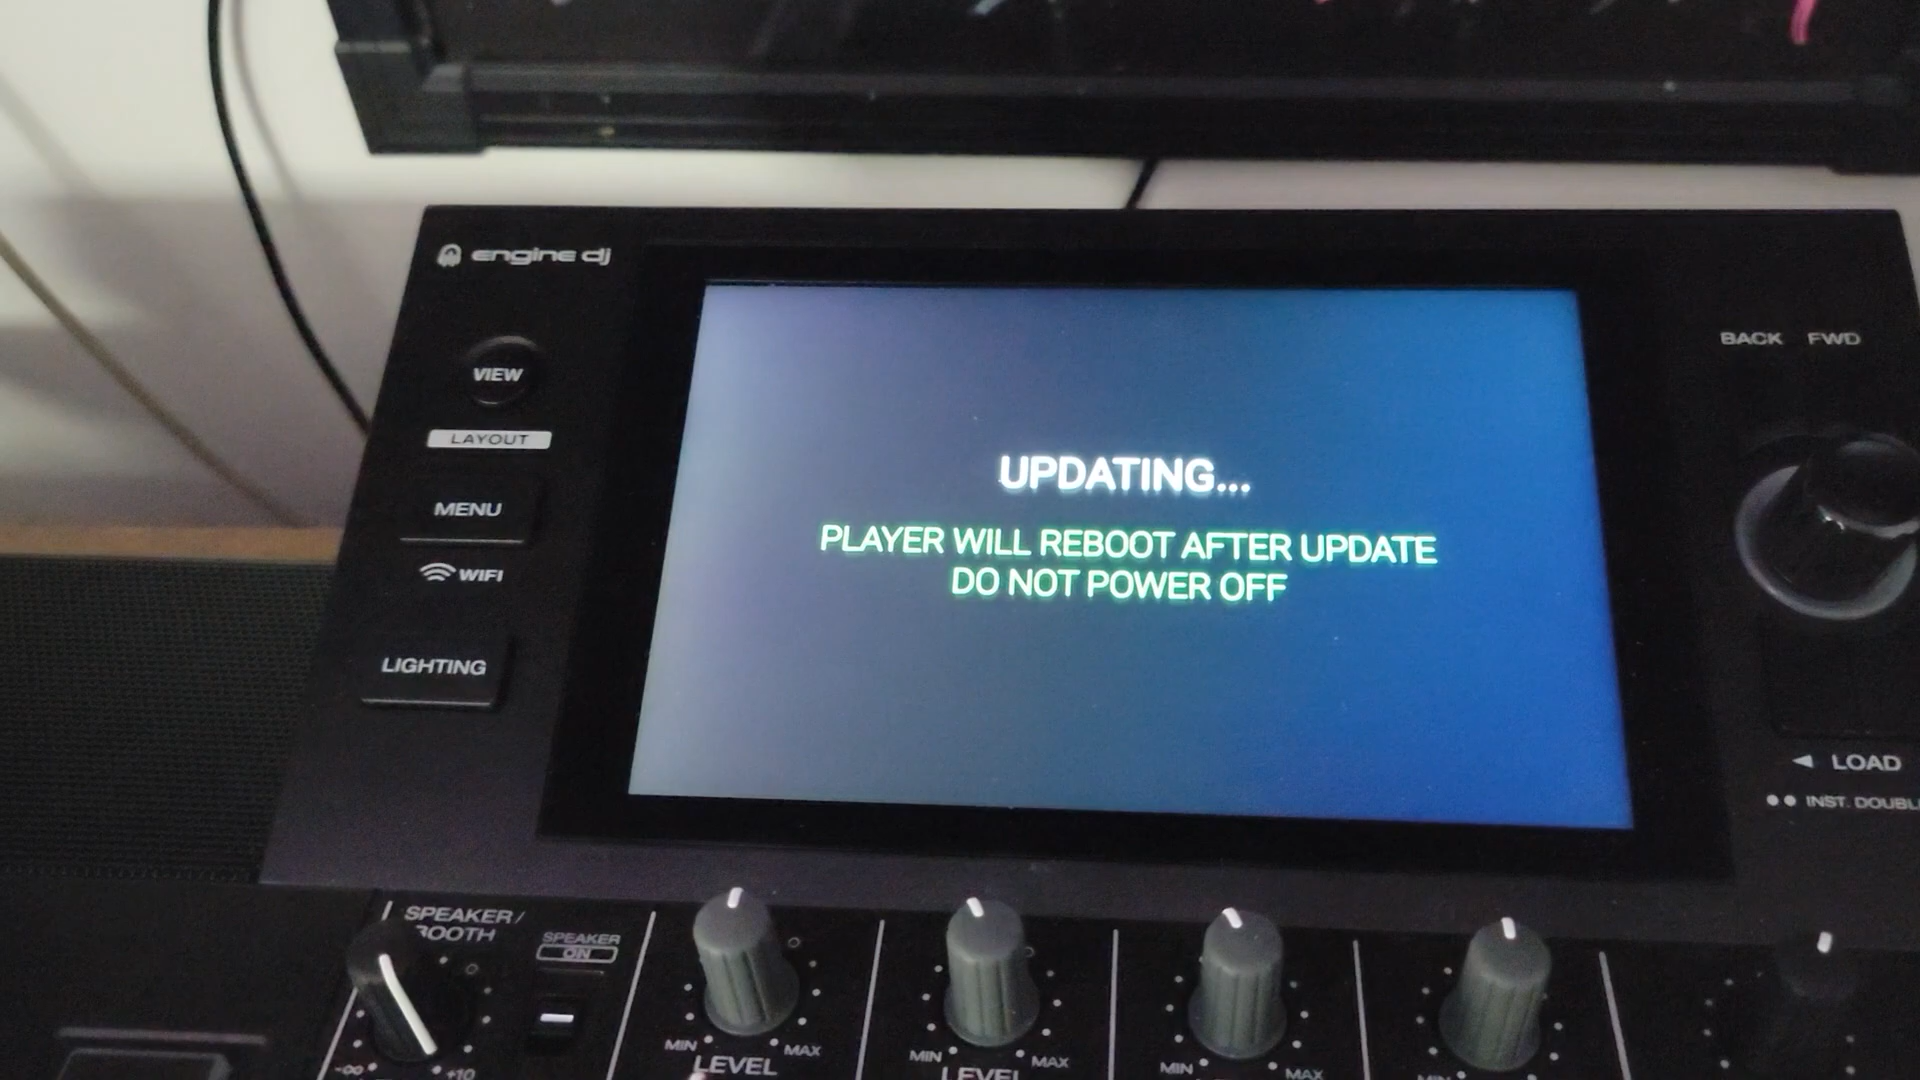 engine dj
VIEW
LAYOUT
MENU
WIFI
LIGHTING
UPDATING...
PLAYER WILL REBOOT AFTER UPDATE
DO NOT POWER OFF
BACK FWD
LOAD
INST. DOUBL
SPEAKER/
BOOTH
SPEAKER
ON
-∞ +10
MIN MAX
LEVEL
MIN MAX
LEVEL
MIN MAX
MIN